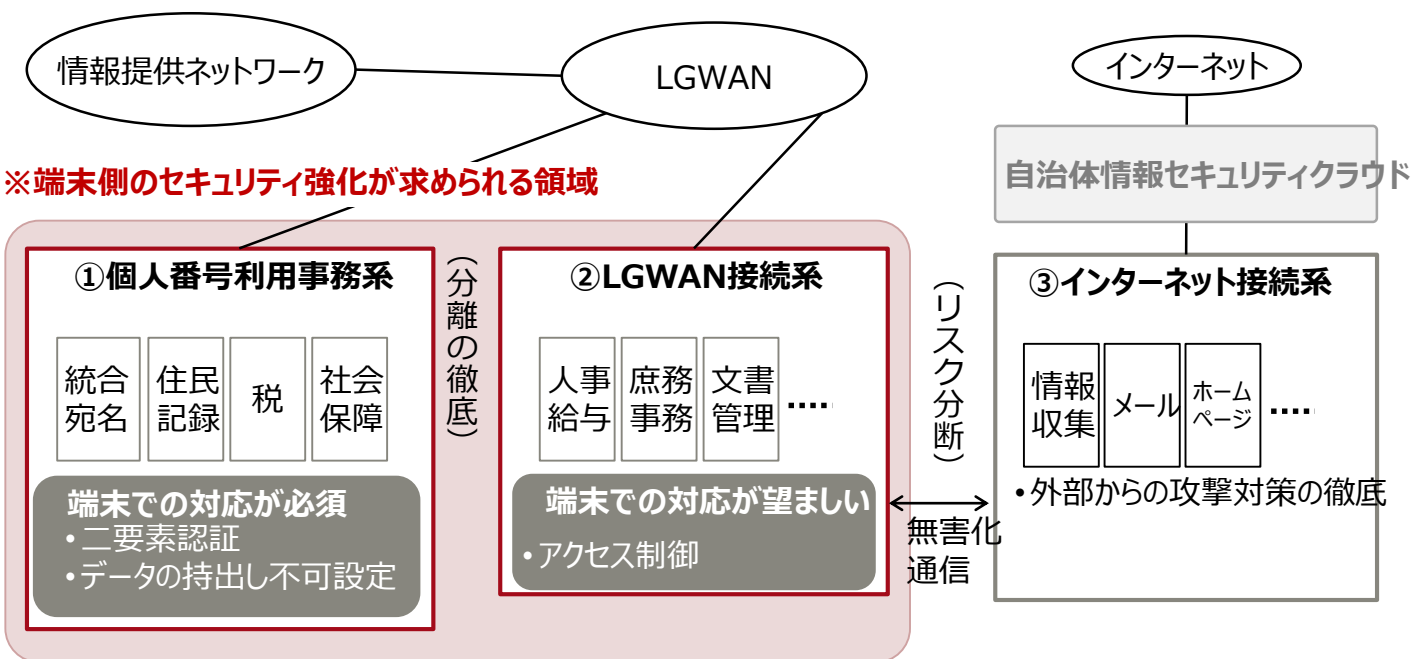 情報提供ネットワーク
LGWAN
インターネット
※端末側のセキュリティ強化が求められる領域
自治体情報セキュリティクラウド
①個人番号利用事務系
統合
宛名
住民
記録
税
社会
保障
端末での対応が必須
・二要素認証
・データの持出し不可設定
（分離の徹底）
②LGWAN接続系
人事
給与
庶務
事務
文書
管理
.....
端末での対応が望ましい
・アクセス制御
（リスク分断）
無害化
通信
③インターネット接続系
情報
収集
メール
ホーム
ページ
.....
・外部からの攻撃対策の徹底